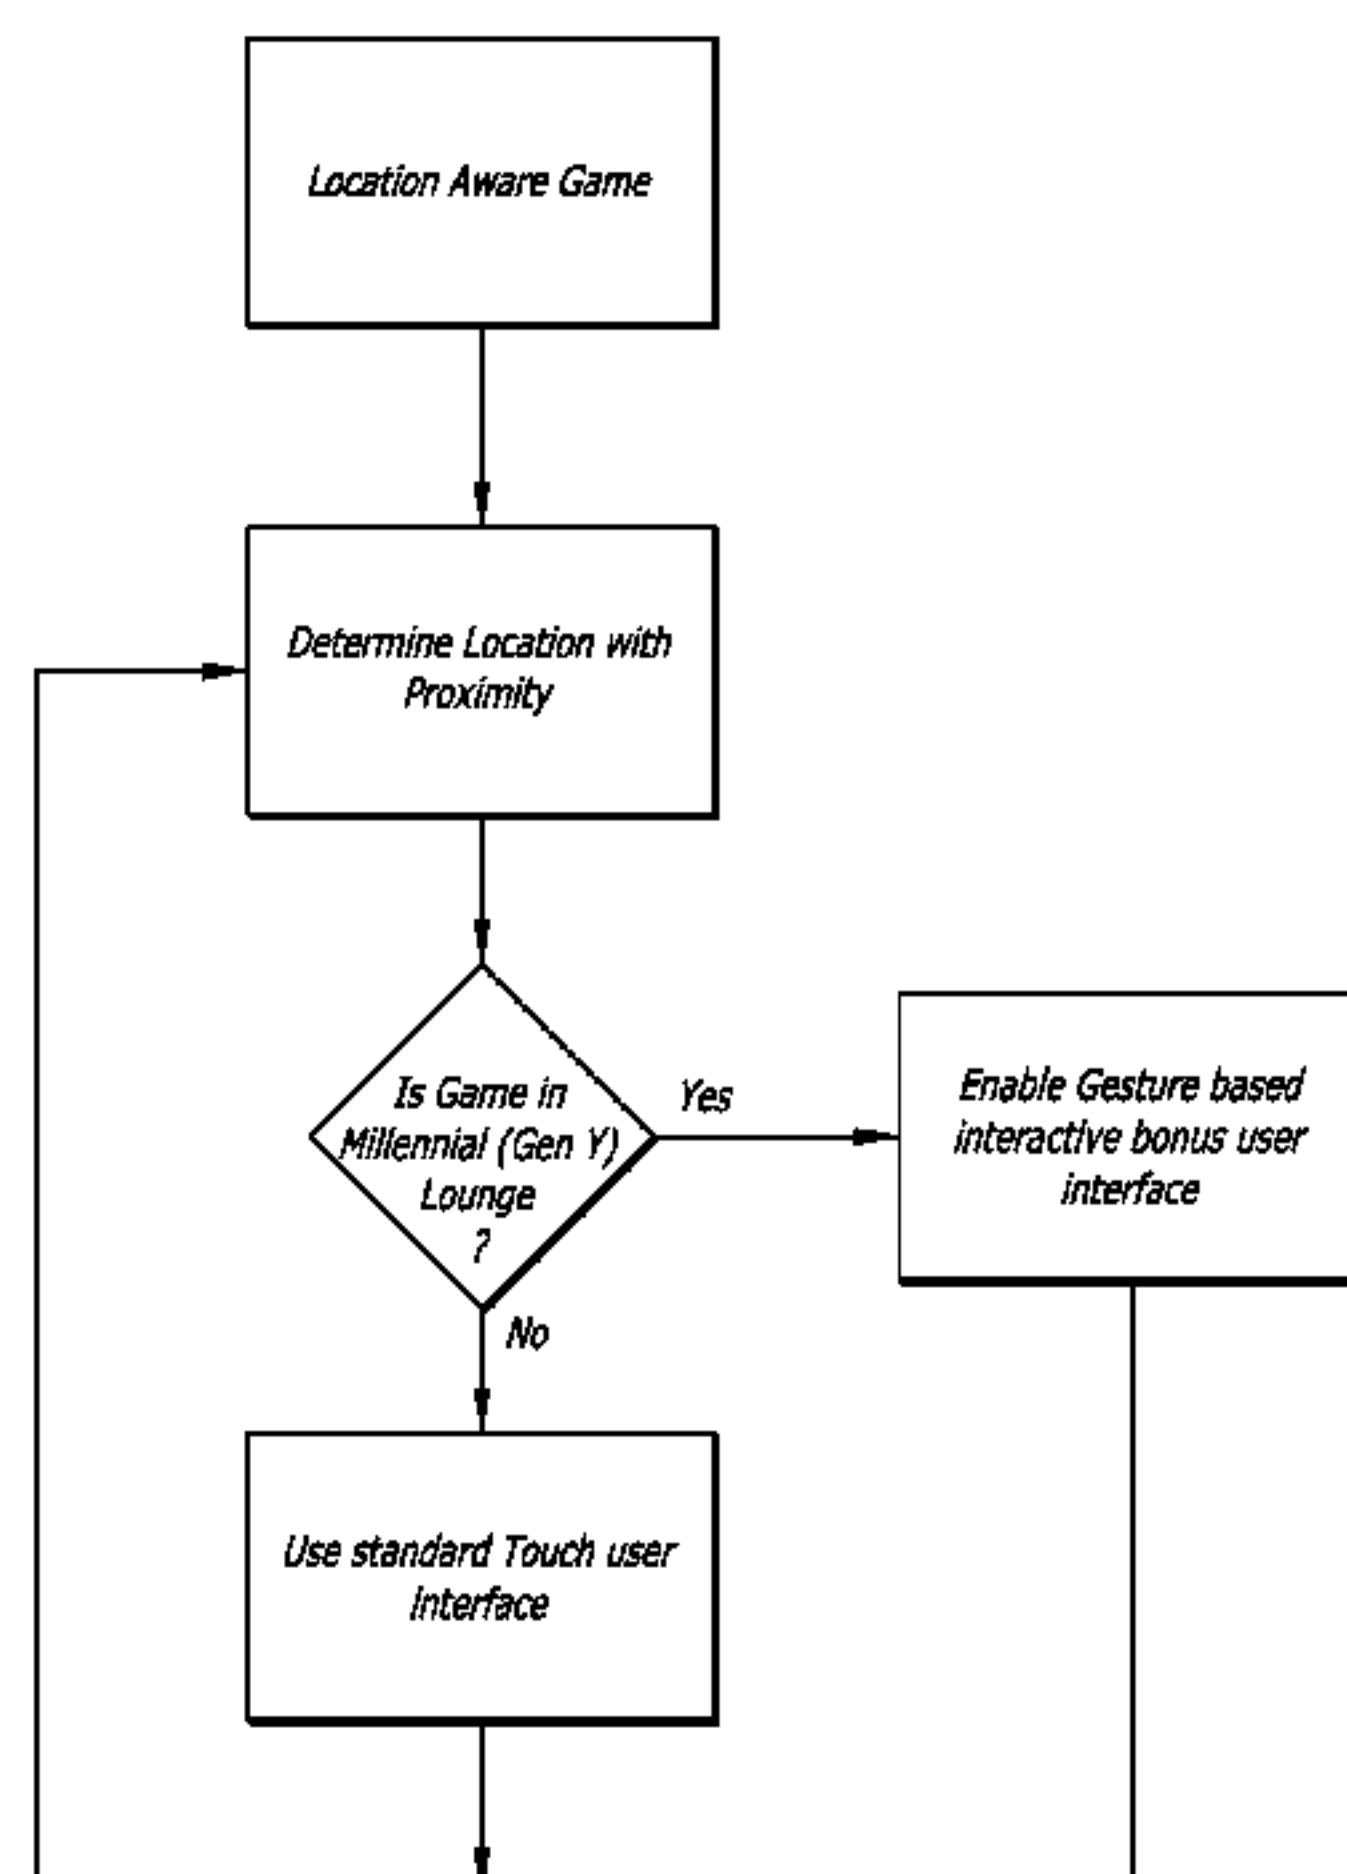 Location Aware Game
Determine Location with
Proximity
Is Game in
Millennial (Gen Y)
Lounge
?
Yes
Enable Gesture based
interactive bonus user
interface
No
Use standard Touch user
interface